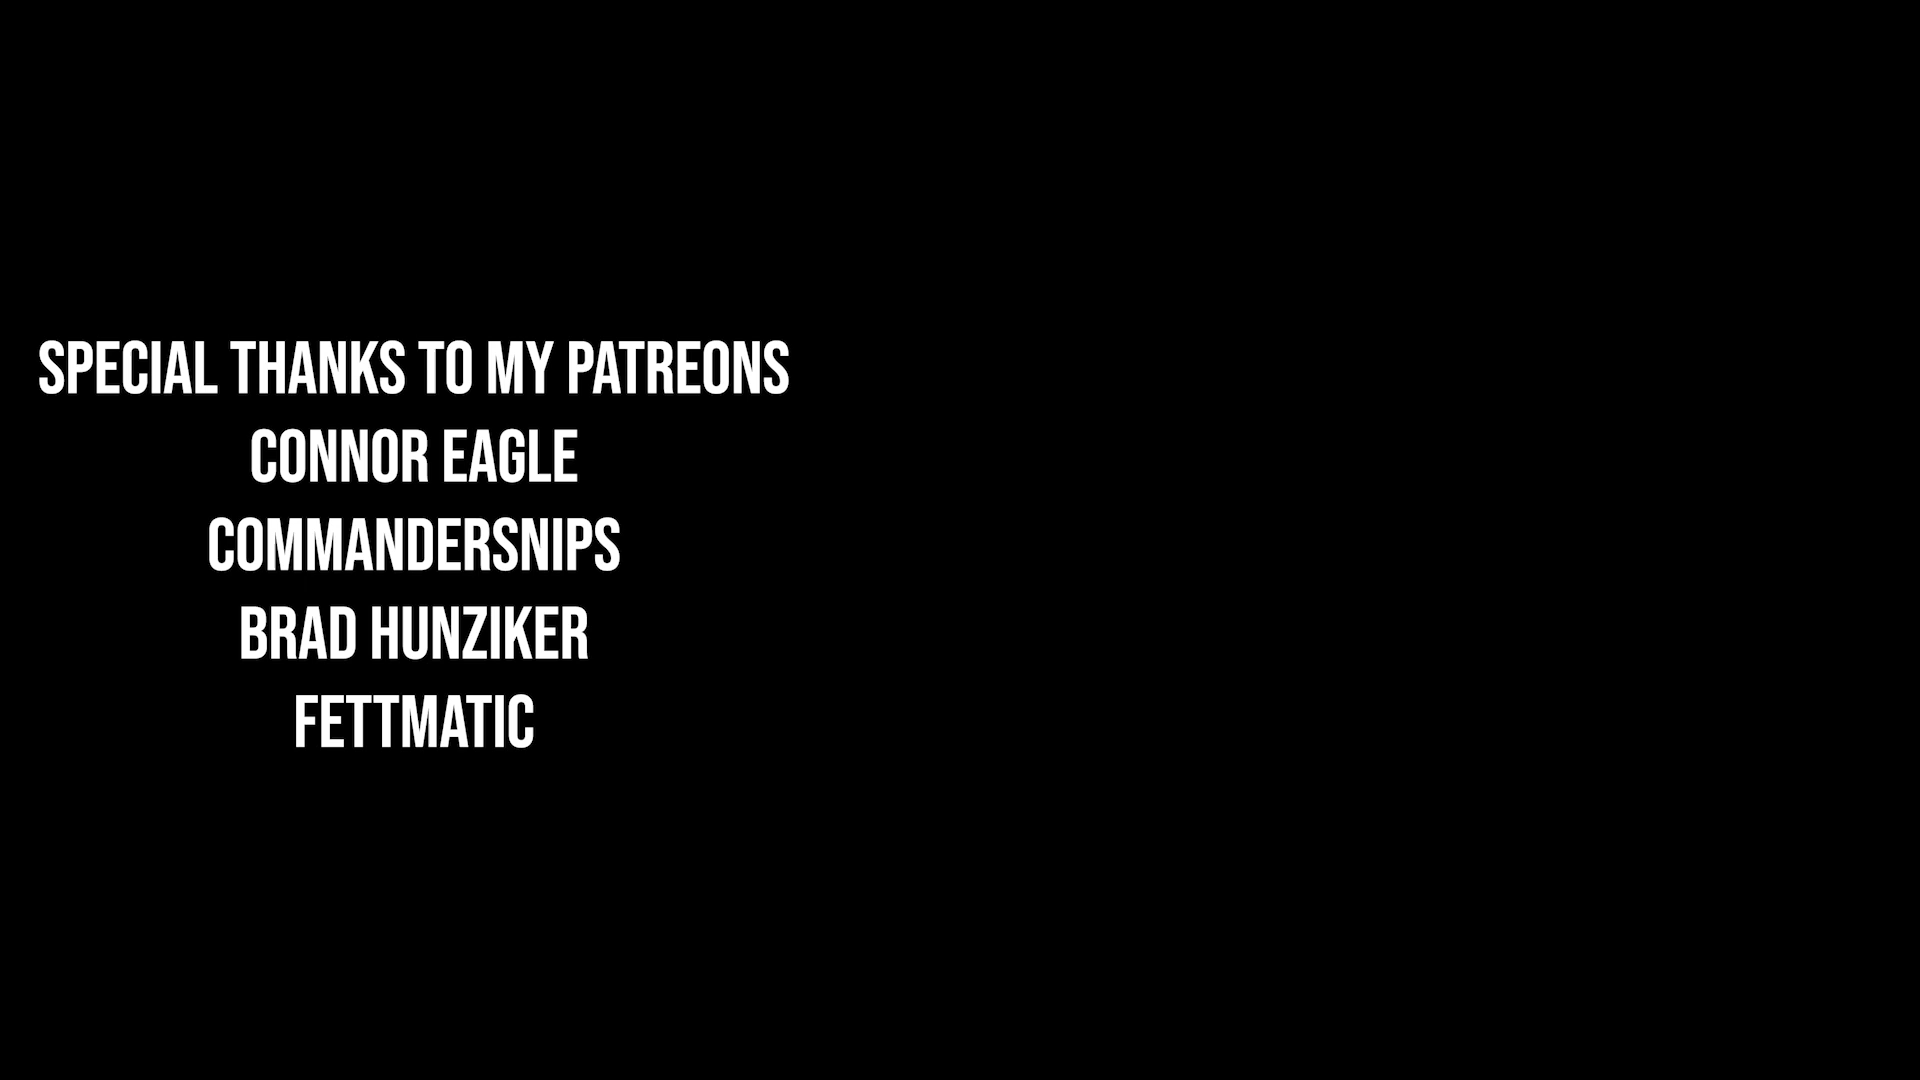 SPECIAL THANKS TO MY PATREONS
CONNOR EAGLE
COMMANDERSNIPS
BRAD HUNZIKER
FETTMATIC